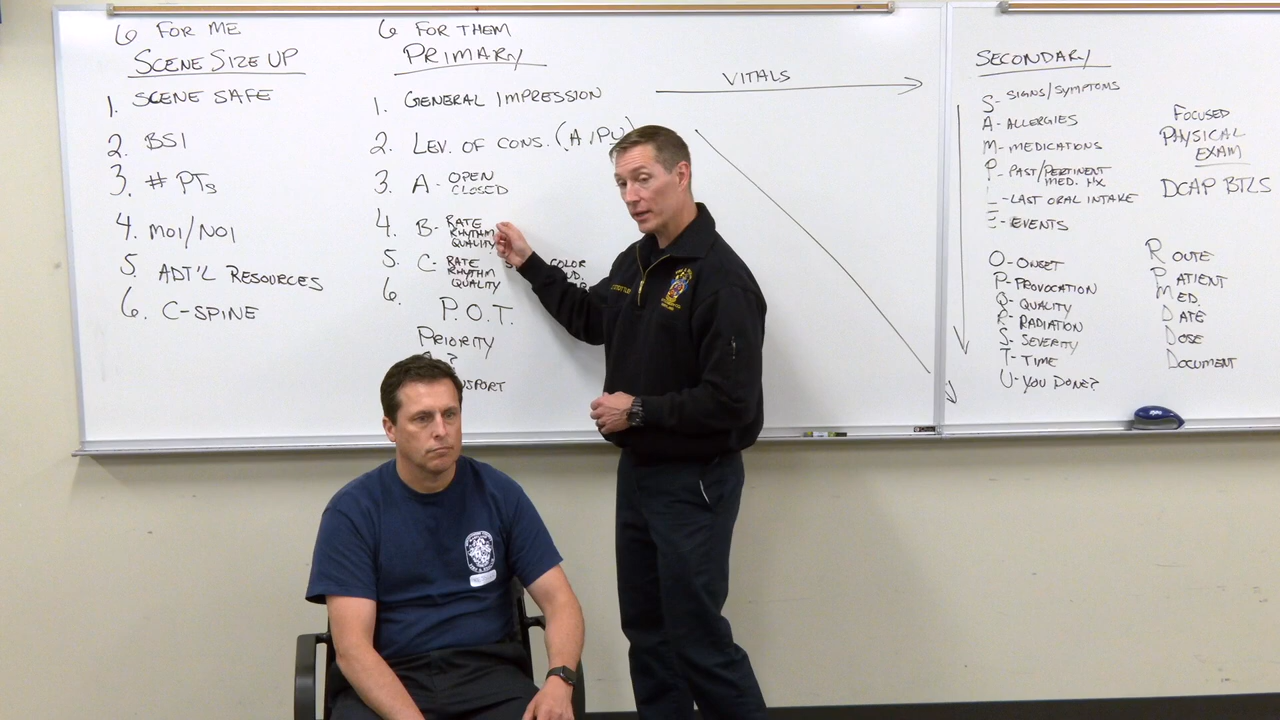 6 FOR ME
SCENE SIZE UP
1. SCENE SAFE
2. BSI
3. # PTs
4. MOI/NOI
5. ADT'L RESOURCES
6. C-SPINE
6 FOR THEM
PRIMARY
1. GENERAL IMPRESSION
2. LEV. OF CONS. (A/PU)
3. A - OPEN
CLOSED
4. B - RATE
RHYTHM
QUALITY
5. C - RATE COLOR
RHYTHM
QUALITY
6. P.O.T.
PRIORITY
?
VITALS
SECONDARY
S - SIGNS/SYMPTOMS
A - ALLERGIES
M - MEDICATIONS
P - PAST/PERTINENT
MED. HX
L - LAST ORAL INTAKE
E - EVENTS
O - ONSET
P - PROVOCATION
Q - QUALITY
R - RADIATION
S - SEVERITY
T - TIME
U - YOU DONE?
FOCUSED
PHYSICAL
EXAM
DCAP BTLS
ROUTE
PATIENT
MED.
DATE
DOSE
DOCUMENT